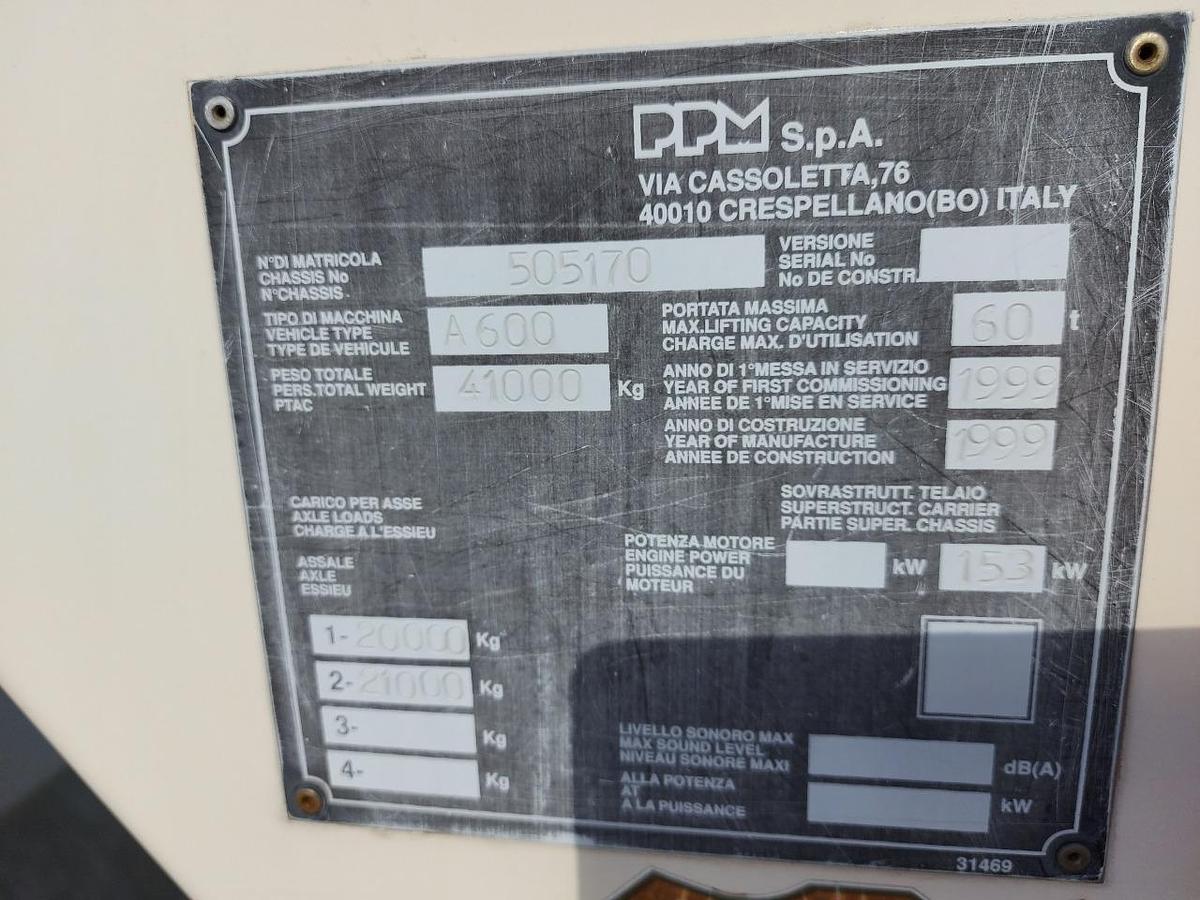 PPM S.p.A.
VIA CASSOLETTA,76
40010 CRESPELLANO(BO) ITALY
N°DI MATRICOLA
CHASSIS No
N°CHASSIS
505170
VERSIONE
SERIAL No
No DE CONSTR.
TIPO DI MACCHINA
VEHICLE TYPE
TYPE DE VEHICULE
A600
PORTATA MASSIMA
MAX.LIFTING CAPACITY
CHARGE MAX. D'UTILISATION
60 t
PESO TOTALE
PERS.TOTAL WEIGHT
PTAC
41000 Kg
ANNO DI 1°MESSA IN SERVIZIO
YEAR OF FIRST COMMISSIONING
ANNEE DE 1°MISE EN SERVICE
1999
ANNO DI COSTRUZIONE
YEAR OF MANUFACTURE
ANNEE DE CONSTRUCTION
1999
CARICO PER ASSE
AXLE LOADS
CHARGE A L'ESSIEU
SOVRASTRUTT. TELAIO
SUPERSTRUCT. CARRIER
PARTIE SUPER. CHASSIS
POTENZA MOTORE
ENGINE POWER
PUISSANCE DU
MOTEUR
kW 153 kW
ASSALE
AXLE
ESSIEU
1- 20000 Kg
2- 21000 Kg
3- Kg
4- Kg
LIVELLO SONORO MAX
MAX SOUND LEVEL
NIVEAU SONORE MAXI
dB(A)
ALLA POTENZA
AT
A LA PUISSANCE
kW
31469